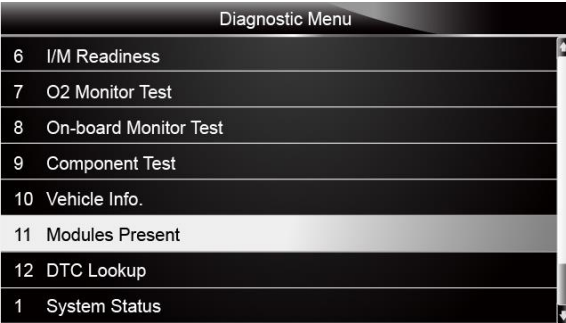 Diagnostic Menu
6 I/M Readiness
7 O2 Monitor Test
8 On-board Monitor Test
9 Component Test
10 Vehicle Info.
11 Modules Present
12 DTC Lookup
1 System Status